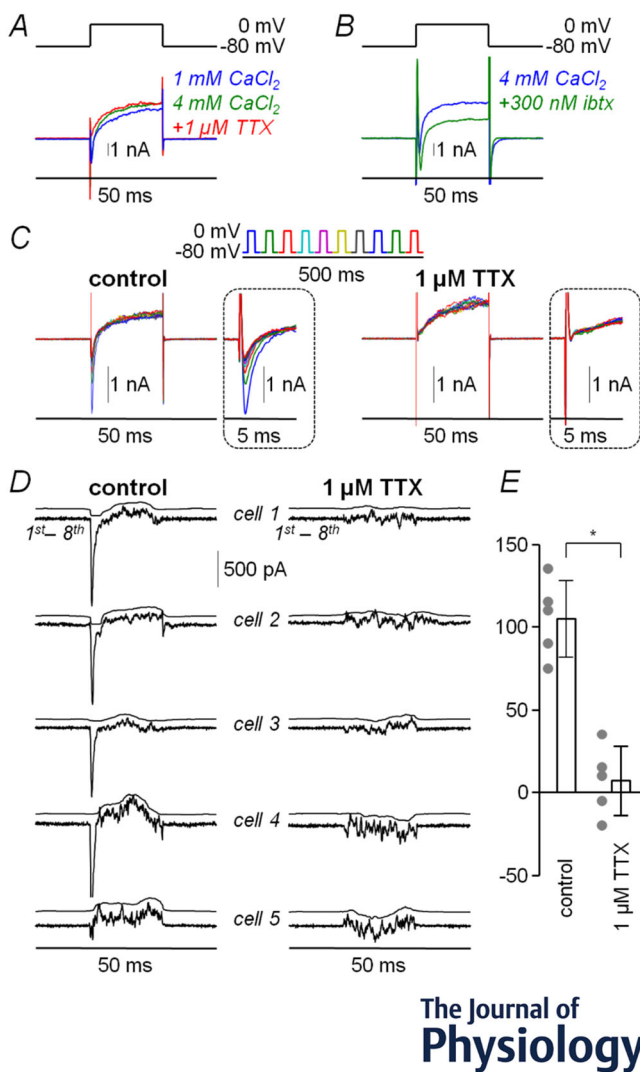 A
B
0 mV
-80 mV
0 mV
-80 mV
1 mM CaCl2
4 mM CaCl2
+1 µM TTX
4 mM CaCl2
+300 nM ibtx
1 nA
1 nA
50 ms
50 ms
C
0 mV
-80 mV
500 ms
control
1 µM TTX
1 nA
1 nA
1 nA
1 nA
50 ms
5 ms
50 ms
5 ms
D
control
1 µM TTX
E
cell 1
1st – 8th
1st – 8th
500 pA
*
150
cell 2
100
cell 3
50
cell 4
0
cell 5
-50
control
1 µM TTX
50 ms
50 ms
The Journal of
Physiology